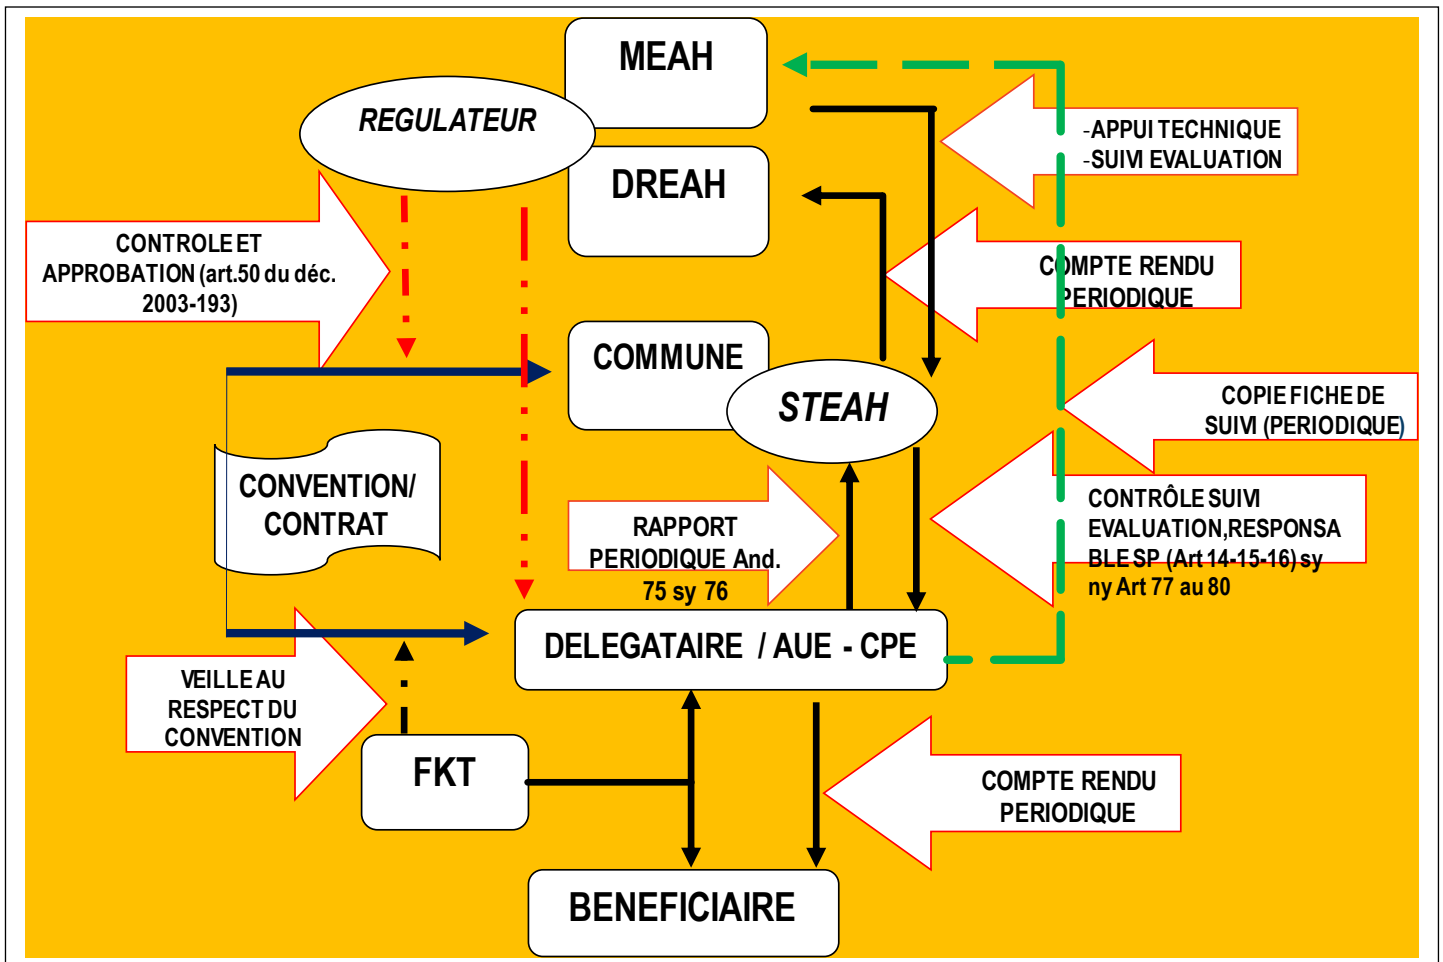 MEAH
REGULATEUR
-APPUI TECHNIQUE
-SUIVI EVALUATION
DREAH
CONTROLE ET
APPROBATION (art.50 du déc.
2003-193)
COMPTE RENDU
PERIODIQUE
COMMUNE
STEAH
COPIE FICHE DE
SUIVI (PERIODIQUE)
CONVENTION/
CONTRAT
CONTRÔLE SUIVI
EVALUATION,RESPONSA
BLE SP (Art 14-15-16) sy
ny Art 77 au 80
RAPPORT
PERIODIQUE And.
75 sy 76
DELEGATAIRE / AUE - CPE
VEILLE AU
RESPECT DU
CONVENTION
FKT
COMPTE RENDU
PERIODIQUE
BENEFICIAIRE